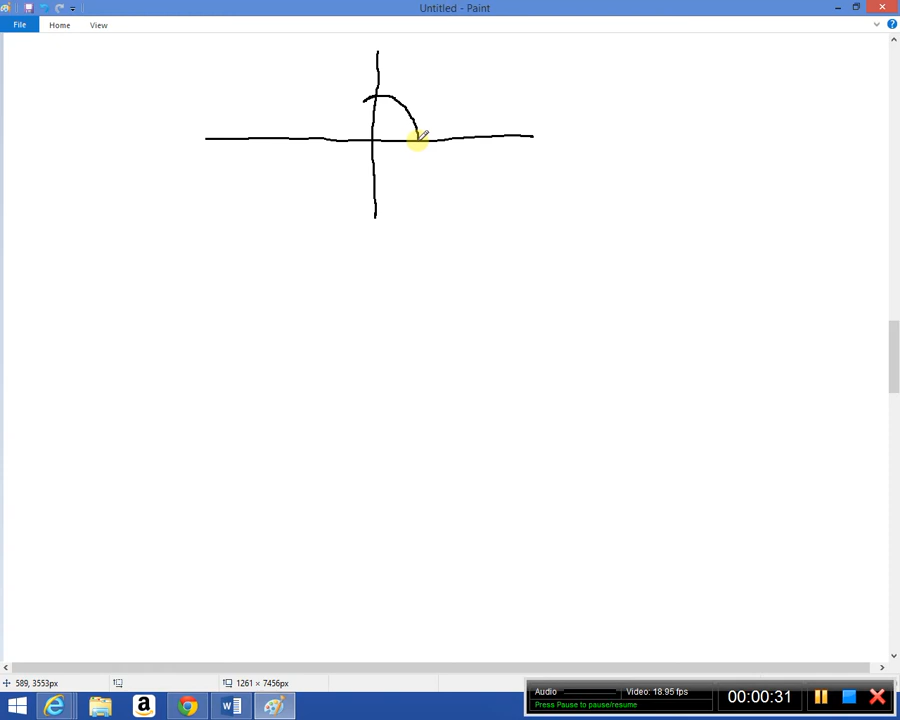 Untitled - Paint
File Home View
589, 3553px 1261 × 7456px
Audio Video: 18.95 fps
Press Pause to pause/resume
00:00:31